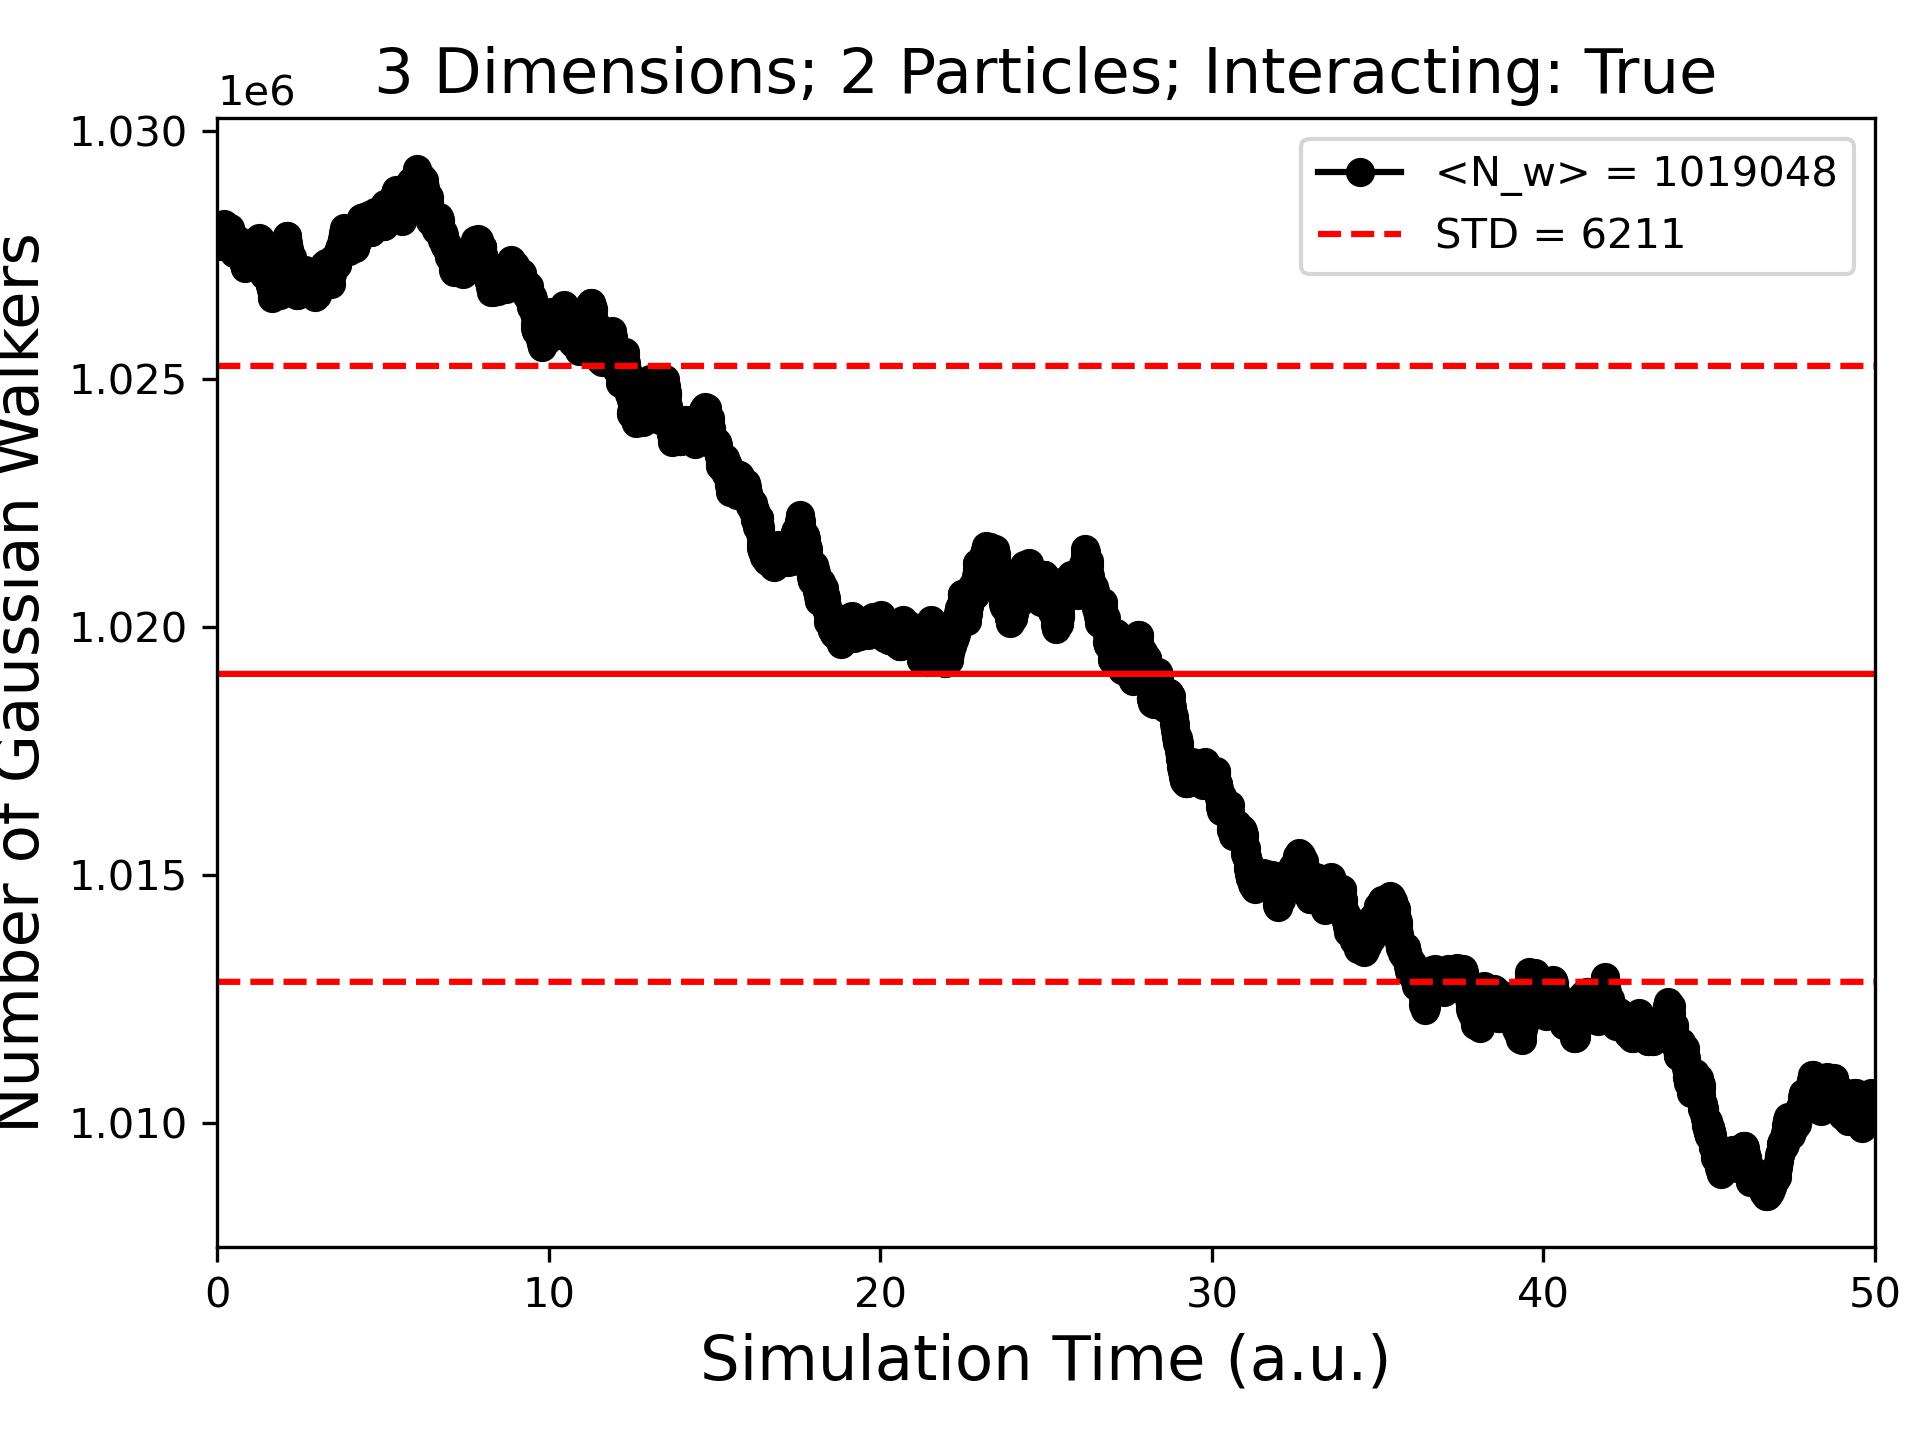 3 Dimensions; 2 Particles; Interacting: True
1e6
1.030
1.025
1.020
1.015
1.010
Number of Gaussian Walkers
<N_w> = 1019048
STD = 6211
0 10 20 30 40 50
Simulation Time (a.u.)